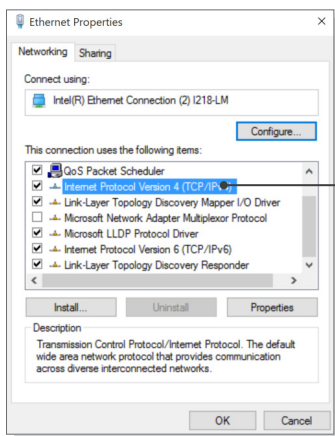 Ethernet Properties
Networking Sharing
Connect using:
Intel(R) Ethernet Connection (2) I218-LM
Configure...
This connection uses the following items:
QoS Packet Scheduler
Internet Protocol Version 4 (TCP/IPv
Link-Layer Topology Discovery Mapper I/O Driver
Microsoft Network Adapter Multiplexor Protocol
Microsoft LLDP Protocol Driver
Internet Protocol Version 6 (TCP/IPv6)
Link-Layer Topology Discovery Responder
Install... Uninstall Properties
Description
Transmission Control Protocol/Internet Protocol. The default
wide area network protocol that provides communication
across diverse interconnected networks.
OK Cancel